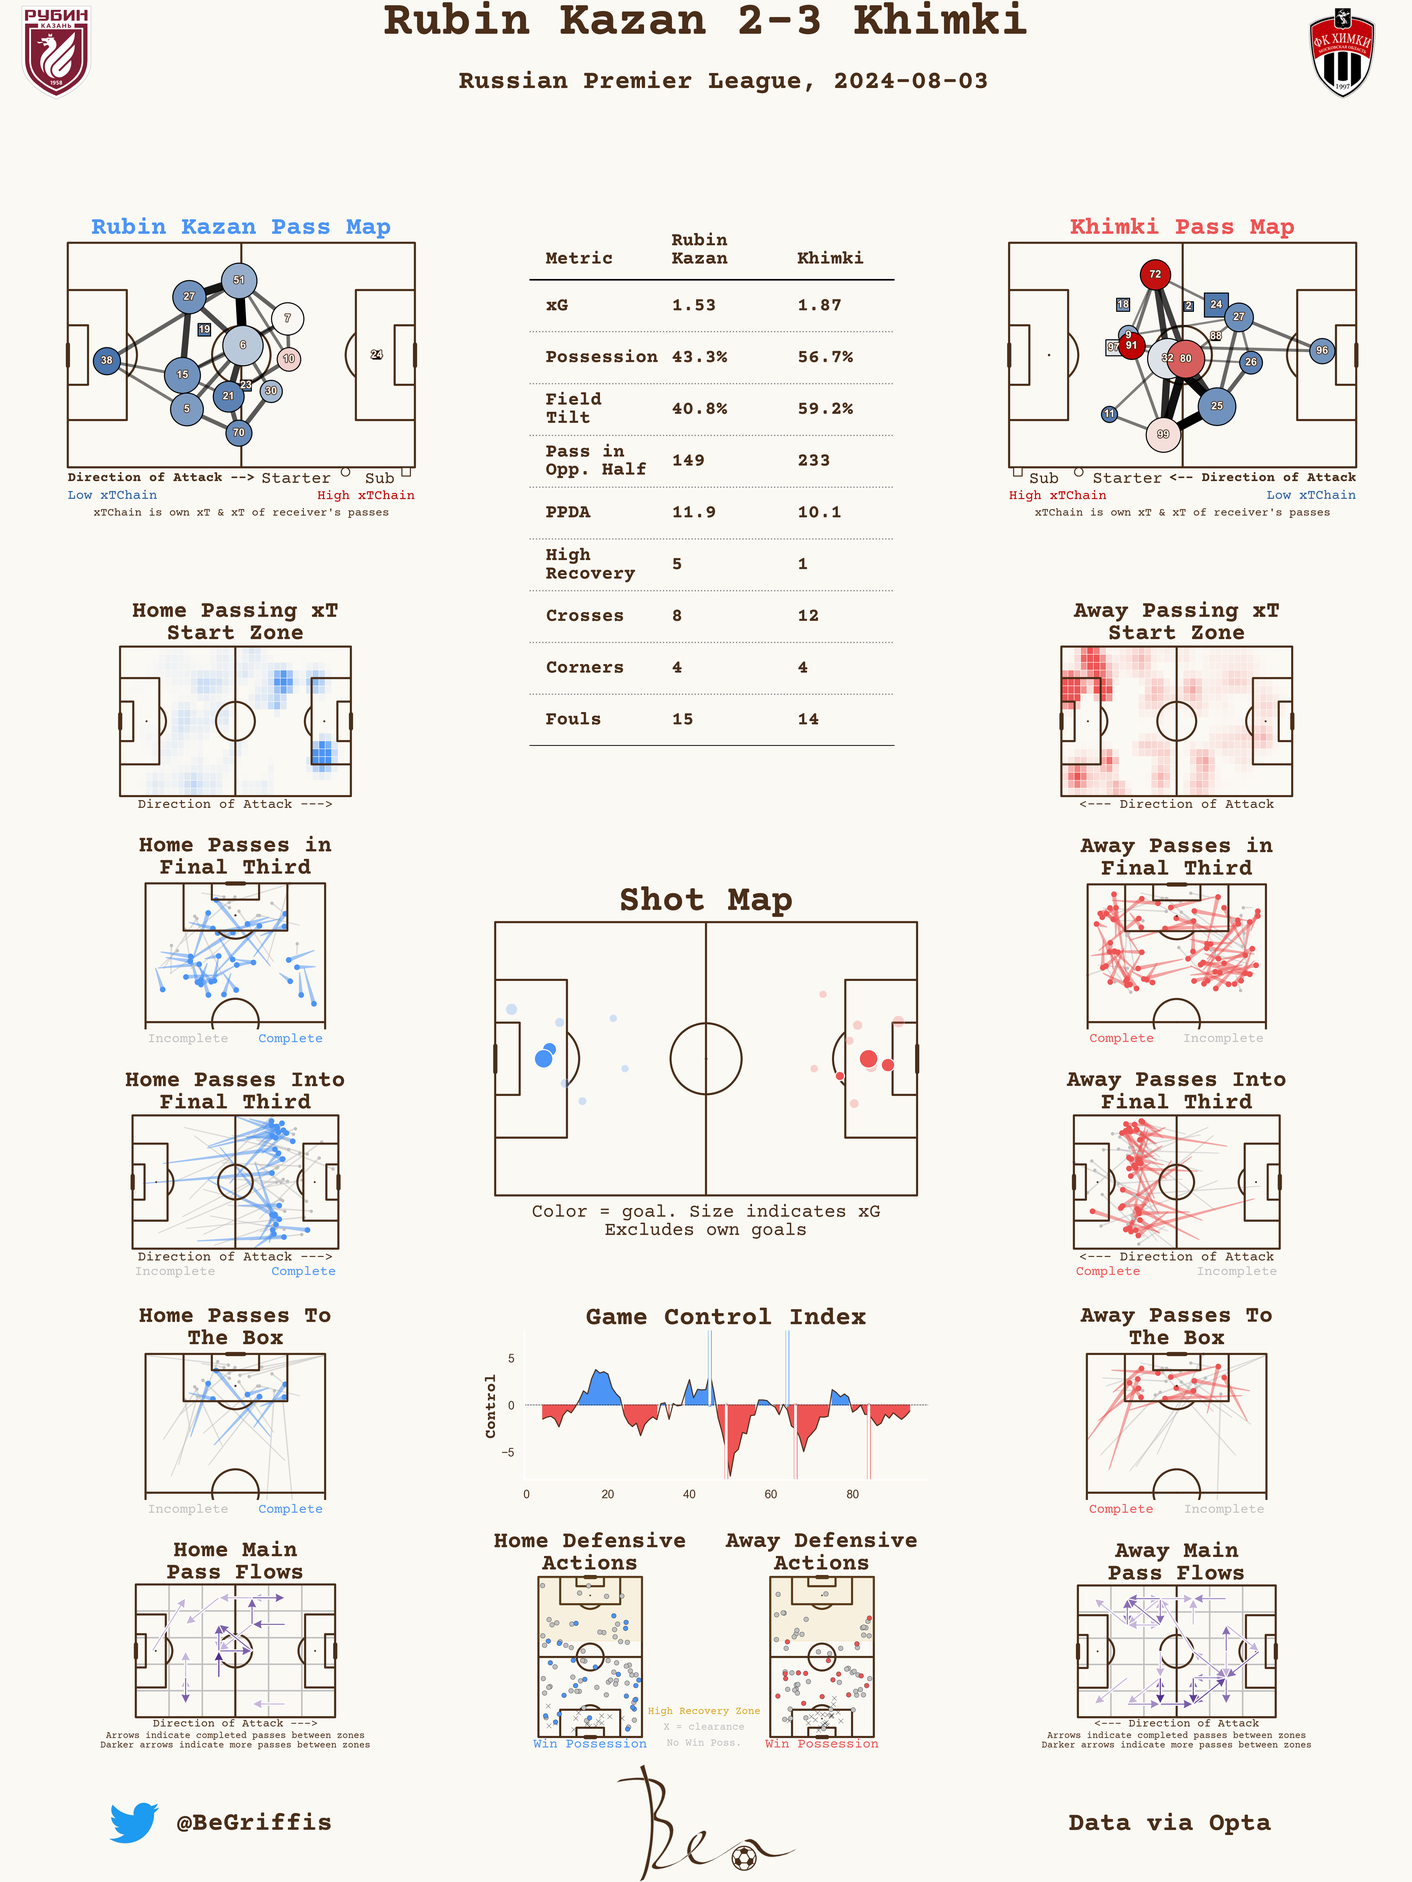 Rubin Kazan 2-3 Khimki
Russian Premier League, 2024-08-03
РУБИН
КАЗАНЬ
1958
ФК ХИМКИ
МОСКОВСКАЯ ОБЛАСТЬ
1997
Rubin Kazan Pass Map
51
27
7
19
6
38
10
24
15
23
21
30
5
70
Direction of Attack --> Starter Sub
Low xTChain High xTChain
xTChain is own xT & xT of receiver's passes
Metric Rubin Kazan Khimki
xG 1.53 1.87
Possession 43.3% 56.7%
Field Tilt 40.8% 59.2%
Pass in Opp. Half 149 233
PPDA 11.9 10.1
High Recovery 5 1
Crosses 8 12
Corners 4 4
Fouls 15 14
Khimki Pass Map
72
18
2
24
27
9
88
97
91
32
80
96
26
11
25
99
Sub Starter <-- Direction of Attack
High xTChain Low xTChain
xTChain is own xT & xT of receiver's passes
Home Passing xT
Start Zone
Direction of Attack --->
Away Passing xT
Start Zone
<--- Direction of Attack
Home Passes in
Final Third
Incomplete Complete
Away Passes in
Final Third
Complete Incomplete
Shot Map
Color = goal. Size indicates xG
Excludes own goals
Home Passes Into
Final Third
Direction of Attack --->
Incomplete Complete
Away Passes Into
Final Third
<--- Direction of Attack
Complete Incomplete
Home Passes To
The Box
Incomplete Complete
Game Control Index
Control
5
0
−5
0 20 40 60 80
Away Passes To
The Box
Complete Incomplete
Home Main
Pass Flows
Direction of Attack --->
Arrows indicate completed passes between zones
Darker arrows indicate more passes between zones
Home Defensive
Actions
Win Possession
Away Defensive
Actions
Win Possession
High Recovery Zone
X = clearance
No Win Poss.
Away Main
Pass Flows
<--- Direction of Attack
Arrows indicate completed passes between zones
Darker arrows indicate more passes between zones
@BeGriffis
Ben
Data via Opta